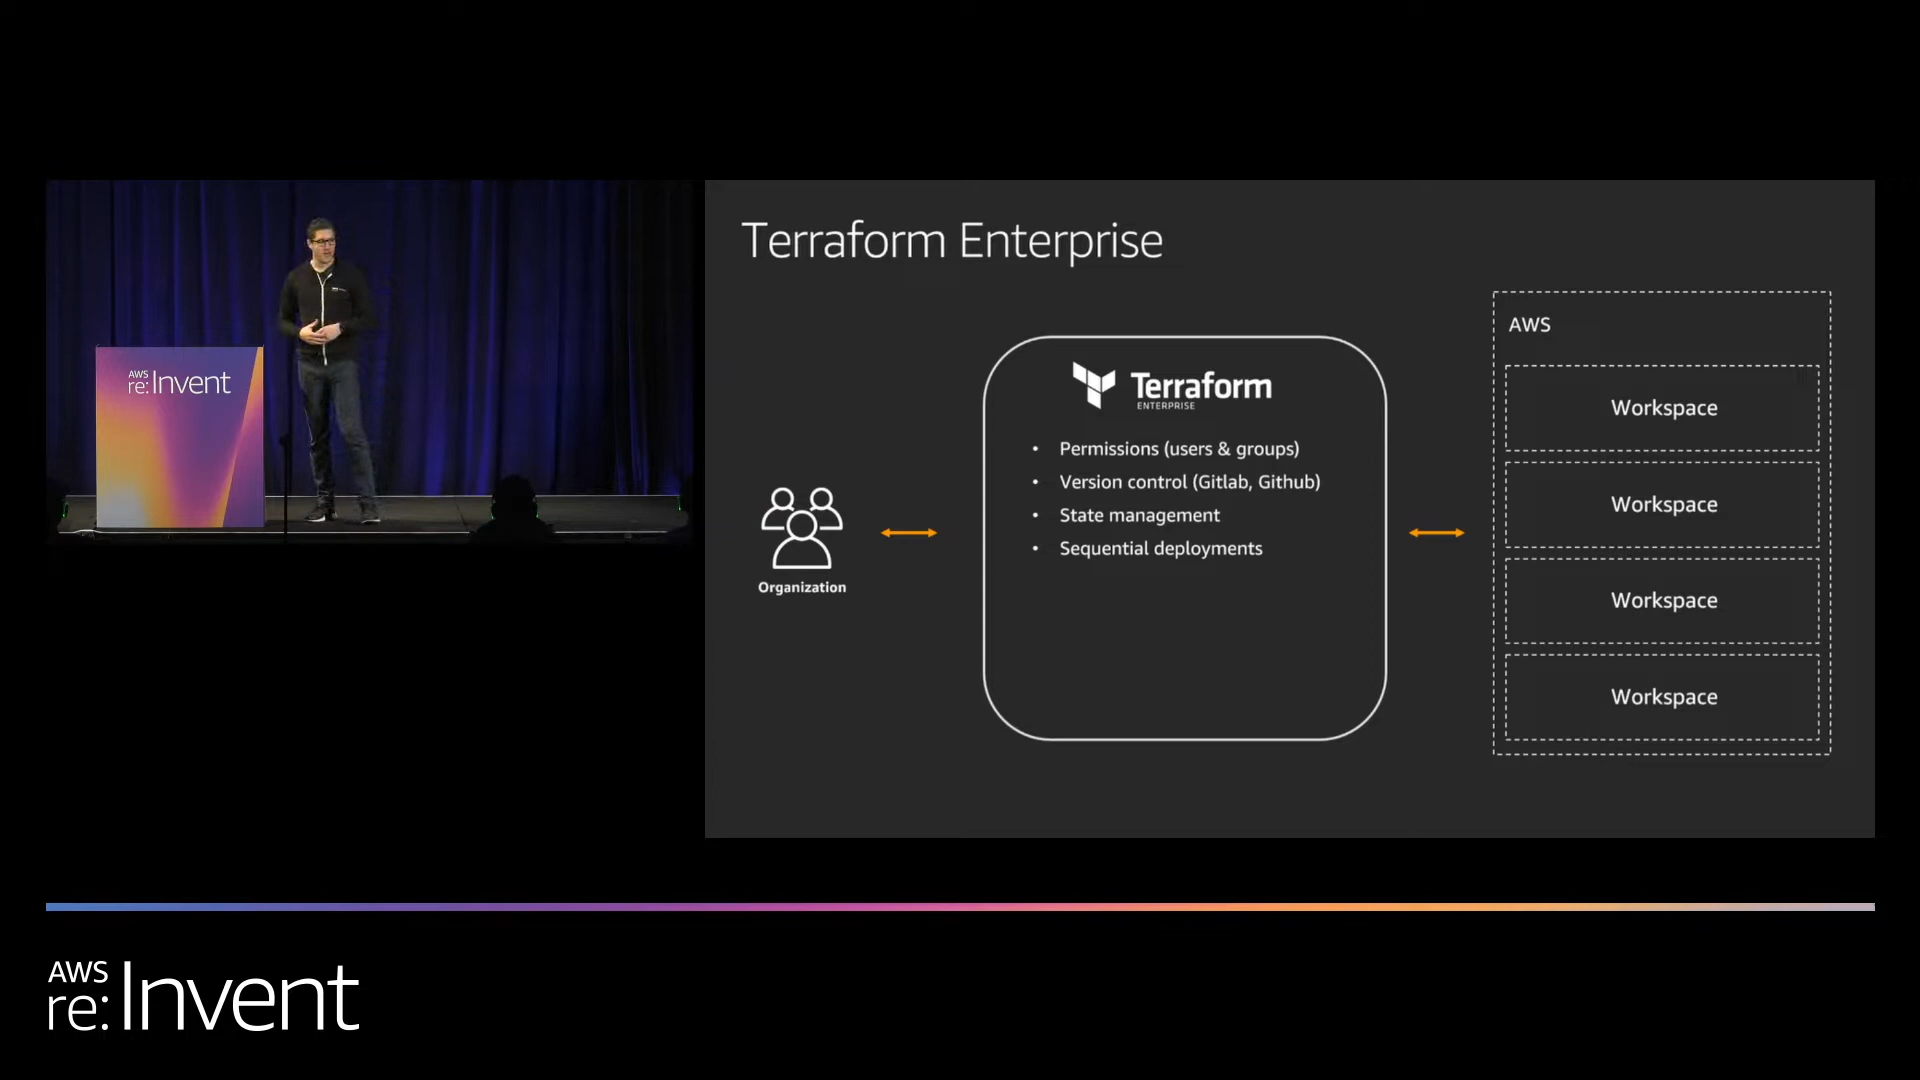 AWS
re:Invent
Terraform Enterprise
Organization
Terraform
ENTERPRISE
• Permissions (users & groups)
• Version control (Gitlab, Github)
• State management
• Sequential deployments
AWS
Workspace
Workspace
Workspace
Workspace
AWS
re:Invent